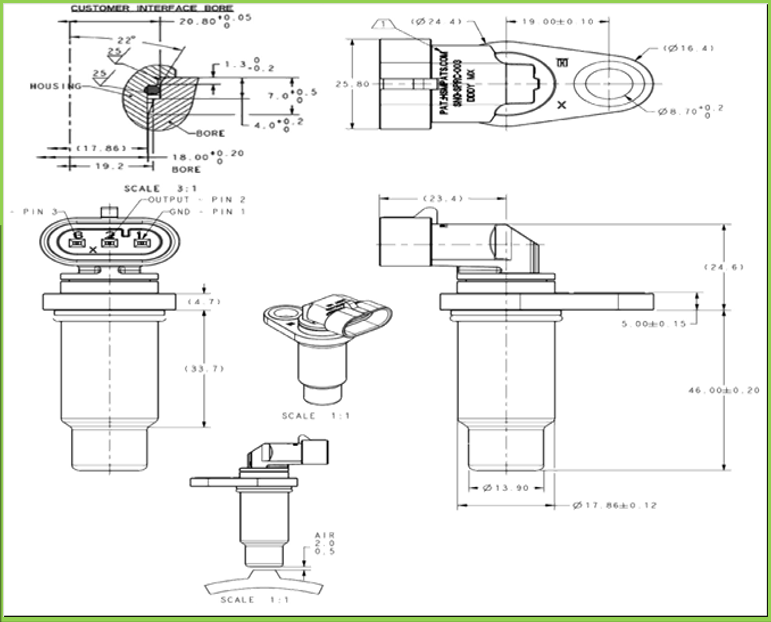 CUSTOMER INTERFACE BORE
20.80 +0.05 0
22°
25
25
1.3 0 -0.2
HOUSING
7.0 +0.5 0
4.0 +0.2 0
BORE
(17.86)
18.00 +0.20 0
19.2
BORE
SCALE 3:1
1
(Ø24.4)
19.00±0.10
(Ø16.4)
25.80
X
Ø8.70 +0.2 0
OUTPUT - PIN 2
- PIN 3
GND - PIN 1
2
X
(4.7)
(33.7)
SCALE 1:1
(23.4)
(24.6)
5.00±0.15
46.00±0.20
Ø13.90
Ø17.86±0.12
AIR
2.0
0.5
SCALE 1:1